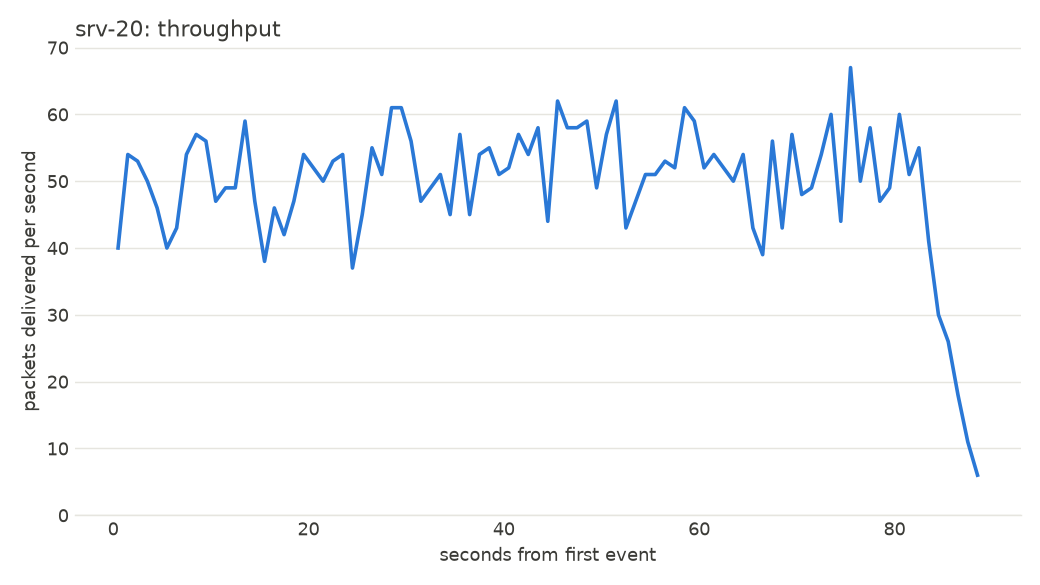 srv-20: throughput
packets delivered per second
70
60
50
40
30
20
10
0
0 20 40 60 80
seconds from first event